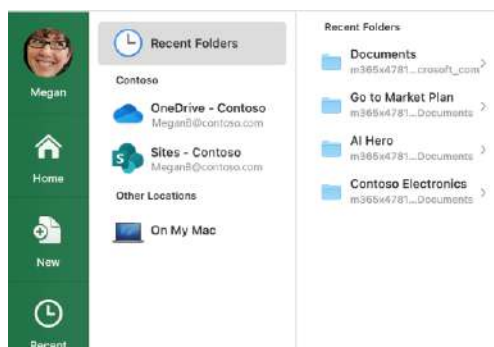 Megan
Home
New
Recent
Recent Folders
Contoso
OneDrive - Contoso
MeganB@contoso.com
Sites - Contoso
MeganB@contoso.com
Other Locations
On My Mac
Recent Folders
Documents
m365x4781...crosoft_com
Go to Market Plan
m365x4781...Documents
AI Hero
m365x4781...Documents
Contoso Electronics
m365x4781...Documents